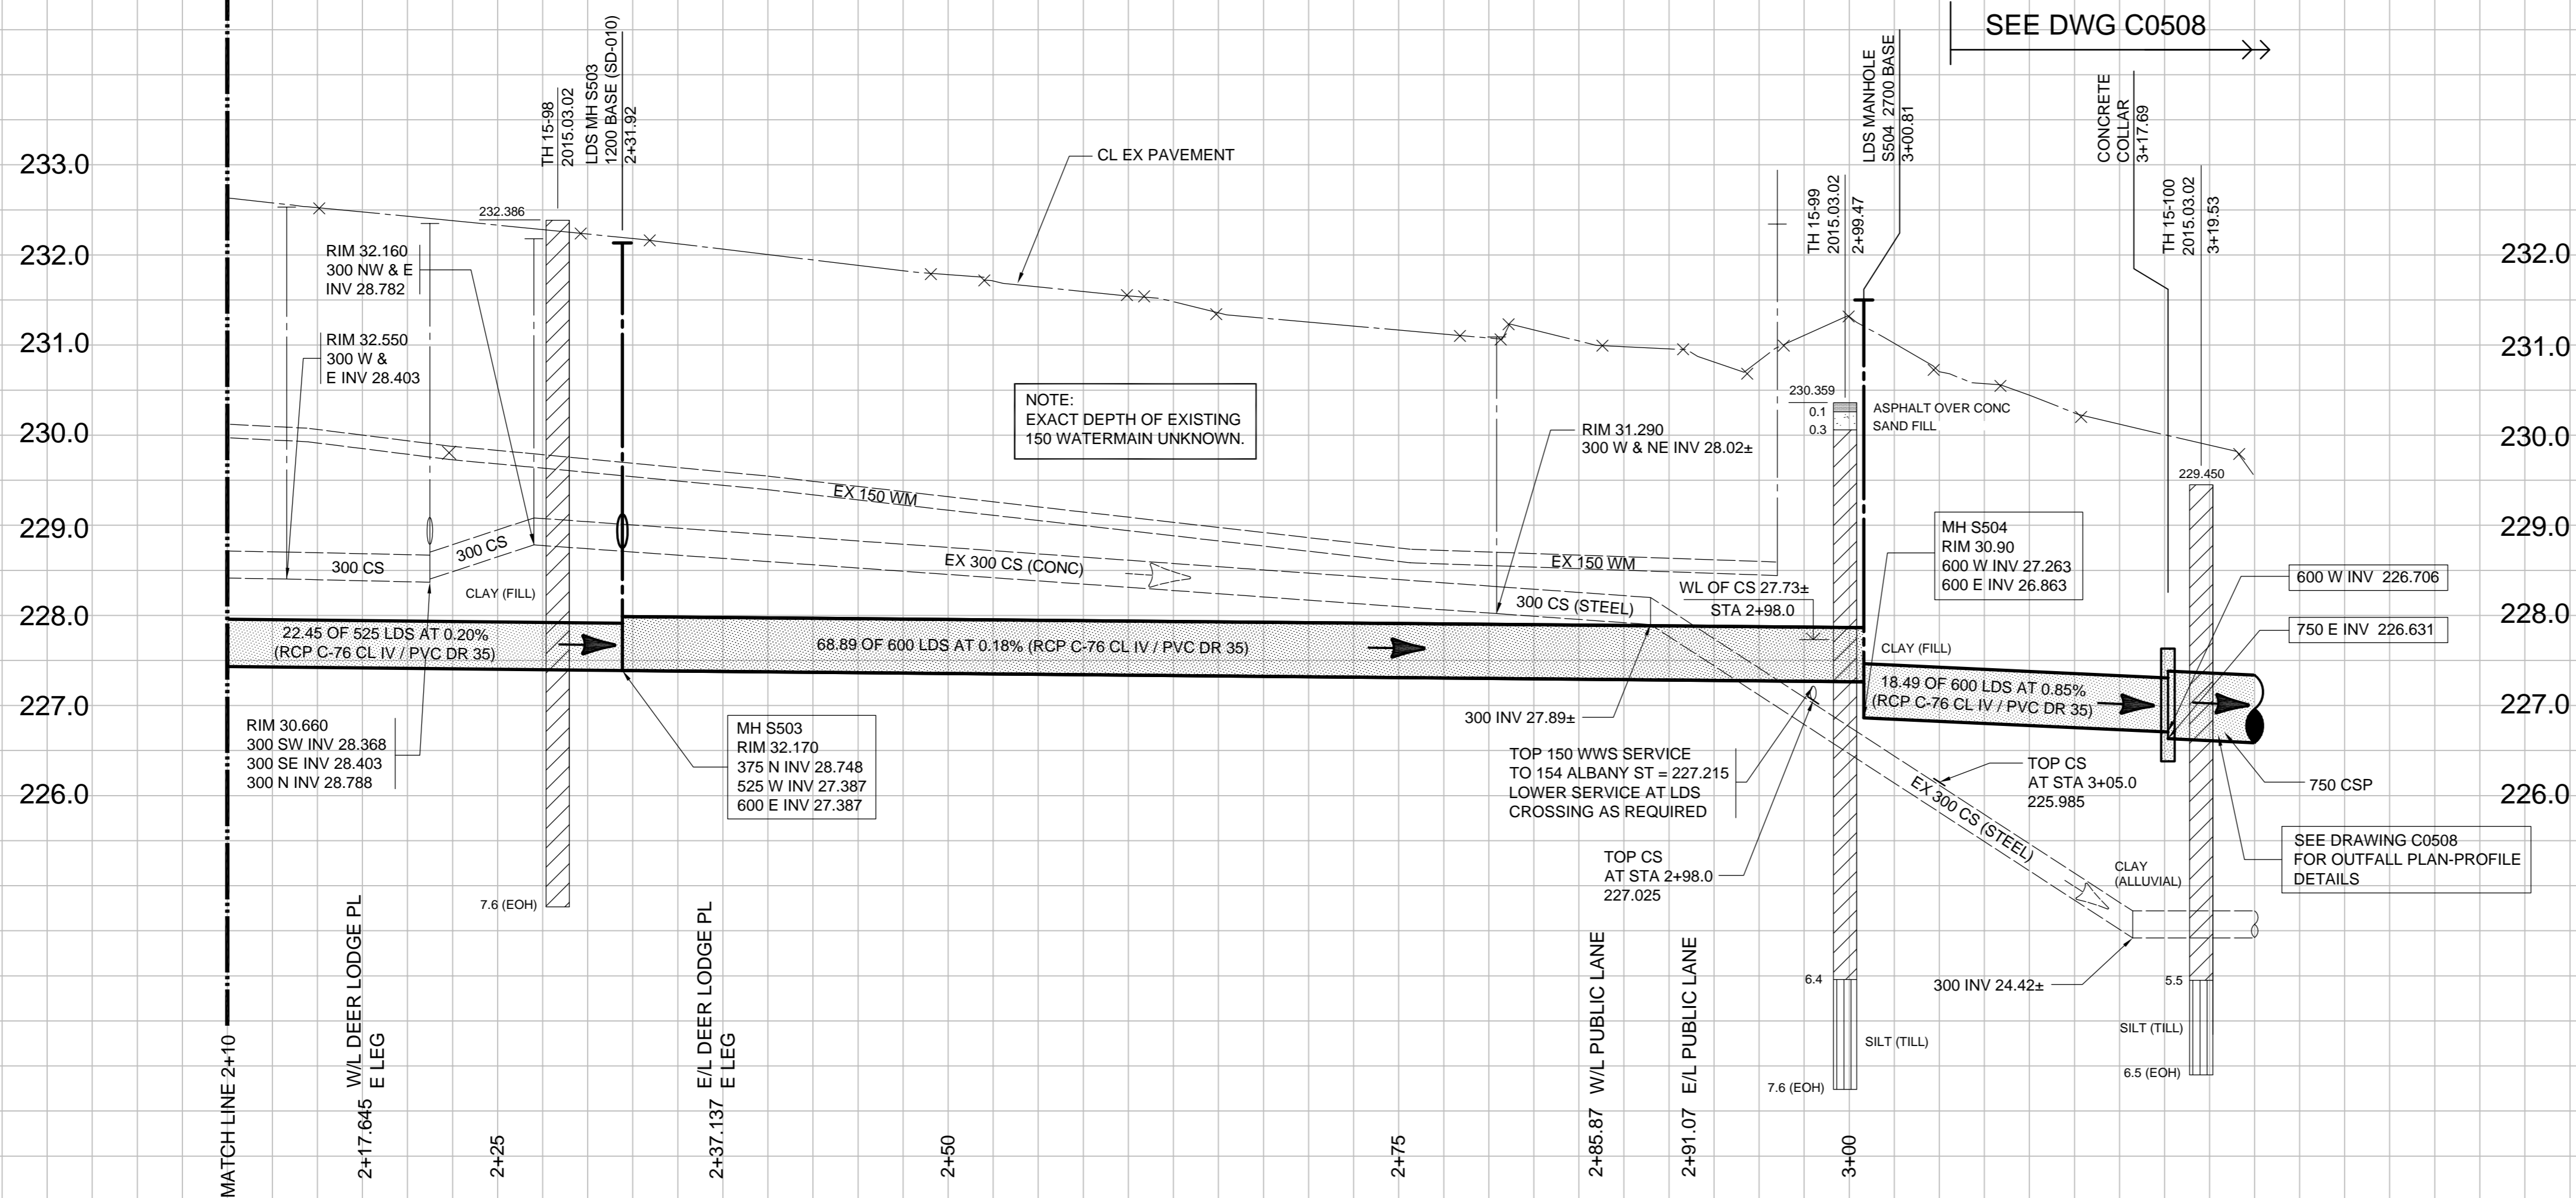 SEE DWG C0508
TH 15-98
2015.03.02
LDS MH S503
1200 BASE (SD-010)
2+31.92
LDS MANHOLE
S504 2700 BASE
3+00.81
CONCRETE
COLLAR
3+17.69
TH 15-99
2015.03.02
2+99.47
TH 15-100
2015.03.02
3+19.53
233.0
232.0
231.0
230.0
229.0
228.0
227.0
226.0
232.0
231.0
230.0
229.0
228.0
227.0
226.0
CL EX PAVEMENT
232.386
RIM 32.160
300 NW & E
INV 28.782
RIM 32.550
300 W &
E INV 28.403
NOTE:
EXACT DEPTH OF EXISTING
150 WATERMAIN UNKNOWN.
RIM 31.290
300 W & NE INV 28.02±
230.359
0.1
0.3
ASPHALT OVER CONC
SAND FILL
229.450
EX 150 WM
EX 150 WM
300 CS
300 CS
EX 300 CS (CONC)
300 CS (STEEL)
CLAY (FILL)
WL OF CS 27.73±
STA 2+98.0
MH S504
RIM 30.90
600 W INV 27.263
600 E INV 26.863
600 W INV 226.706
750 E INV 226.631
22.45 OF 525 LDS AT 0.20%
(RCP C-76 CL IV / PVC DR 35)
68.89 OF 600 LDS AT 0.18% (RCP C-76 CL IV / PVC DR 35)
CLAY (FILL)
18.49 OF 600 LDS AT 0.85%
(RCP C-76 CL IV / PVC DR 35)
RIM 30.660
300 SW INV 28.368
300 SE INV 28.403
300 N INV 28.788
MH S503
RIM 32.170
375 N INV 28.748
525 W INV 27.387
600 E INV 27.387
300 INV 27.89±
TOP 150 WWS SERVICE
TO 154 ALBANY ST = 227.215
LOWER SERVICE AT LDS
CROSSING AS REQUIRED
TOP CS
AT STA 2+98.0
227.025
TOP CS
AT STA 3+05.0
225.985
EX 300 CS (STEEL)
750 CSP
SEE DRAWING C0508
FOR OUTFALL PLAN-PROFILE
DETAILS
CLAY
(ALLUVIAL)
7.6 (EOH)
6.4
300 INV 24.42±
5.5
SILT (TILL)
SILT (TILL)
7.6 (EOH)
6.5 (EOH)
MATCH LINE 2+10
2+17.645 W/L DEER LODGE PL
E LEG
2+25
2+37.137 E/L DEER LODGE PL
E LEG
2+50
2+75
2+85.87 W/L PUBLIC LANE
2+91.07 E/L PUBLIC LANE
3+00